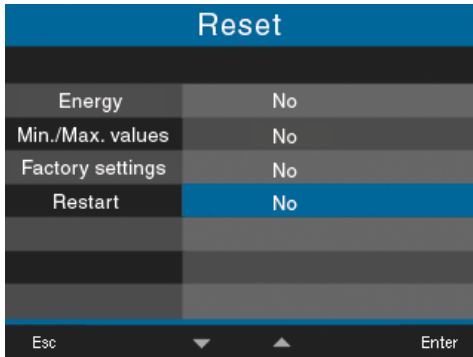 Reset
Energy No
Min./Max. values No
Factory settings No
Restart No
Esc Enter